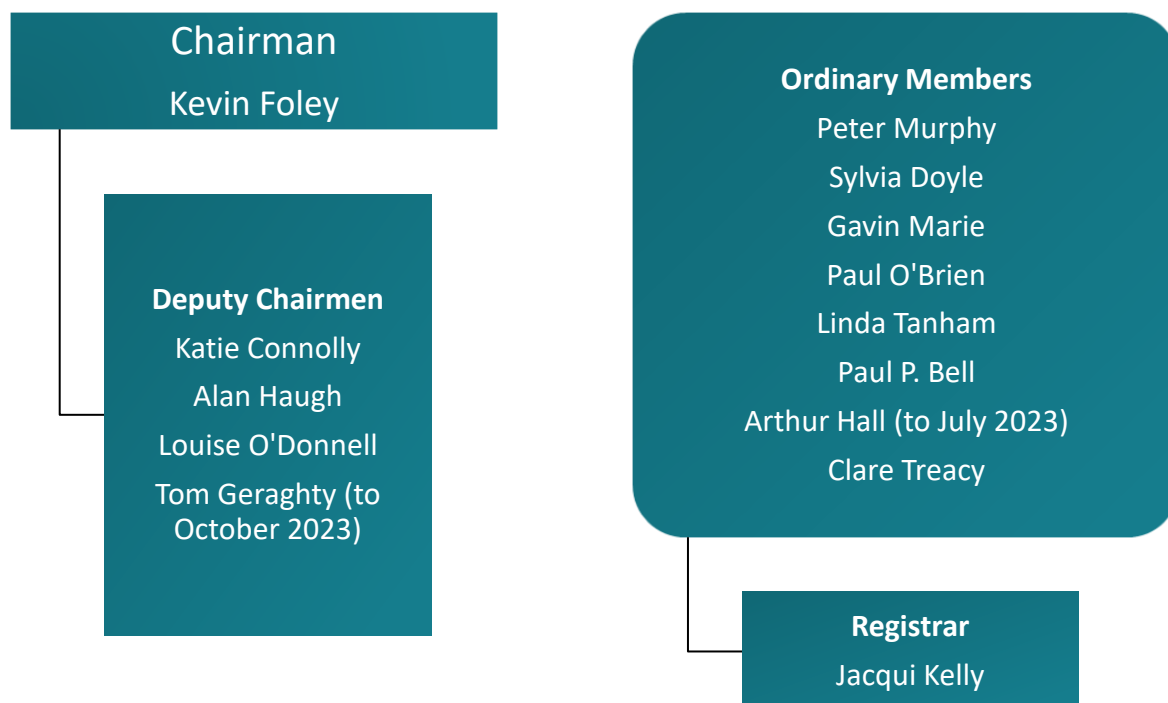 Chairman
Kevin Foley
Deputy Chairmen
Katie Connolly
Alan Haugh
Louise O'Donnell
Tom Geraghty (to
October 2023)
Ordinary Members
Peter Murphy
Sylvia Doyle
Gavin Marie
Paul O'Brien
Linda Tanham
Paul P. Bell
Arthur Hall (to July 2023)
Clare Treacy
Registrar
Jacqui Kelly